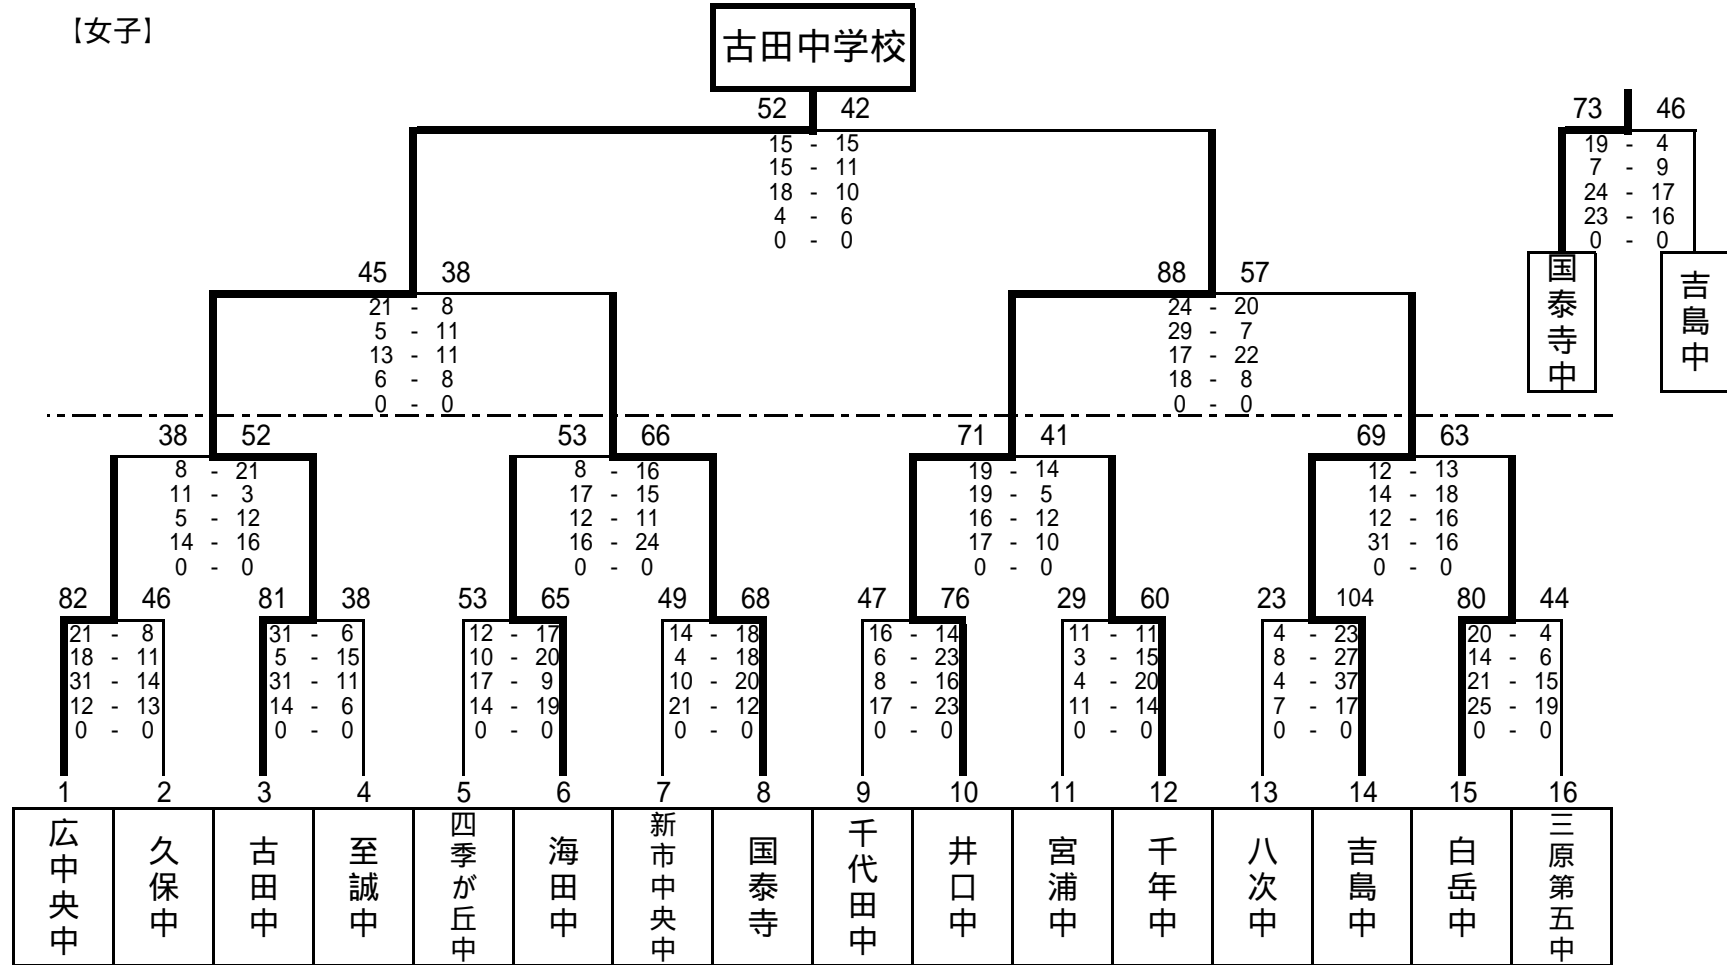 【女子】
古田中学校
52 42
15 - 15
15 - 11
18 - 10
4 - 6
0 - 0
73 46
19 - 4
7 - 9
24 - 17
23 - 16
0 - 0
国泰寺中
吉島中
45 38
21 - 8
5 - 11
13 - 11
6 - 8
0 - 0
88 57
24 - 20
29 - 7
17 - 22
18 - 8
0 - 0
38 52
8 - 21
11 - 3
5 - 12
14 - 16
0 - 0
53 66
8 - 16
17 - 15
12 - 11
16 - 24
0 - 0
71 41
19 - 14
19 - 5
16 - 12
17 - 10
0 - 0
69 63
12 - 13
14 - 18
12 - 16
31 - 16
0 - 0
82 46
21 - 8
18 - 11
31 - 14
12 - 13
0 - 0
81 38
31 - 6
5 - 15
31 - 11
14 - 6
0 - 0
53 65
12 - 17
10 - 20
17 - 9
14 - 19
0 - 0
49 68
14 - 18
4 - 18
10 - 20
21 - 12
0 - 0
47 76
16 - 14
6 - 23
8 - 16
17 - 23
0 - 0
29 60
11 - 11
3 - 15
4 - 20
11 - 14
0 - 0
23 104
4 - 23
8 - 27
4 - 37
7 - 17
0 - 0
80 44
20 - 4
14 - 6
21 - 15
25 - 19
0 - 0
1 2 3 4 5 6 7 8 9 10 11 12 13 14 15 16
広中央中
久保中
古田中
至誠中
四季が丘中
海田中
新市中央中
国泰寺
千代田中
井口中
宮浦中
千年中
八次中
吉島中
白岳中
三原第五中